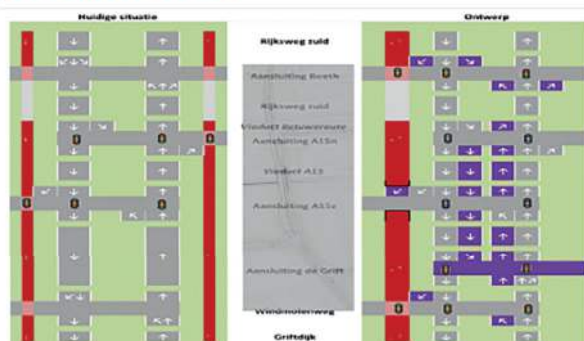 Huidige situatie
Ontwerp
Rijksweg zuid
Aansluiting Reeth
Rijksweg zuid
Viaduct Betuweroute
Aansluiting A15n
Viaduct A15
Aansluiting A15z
Aansluiting de Grift
Windmolenweg
Griftdijk